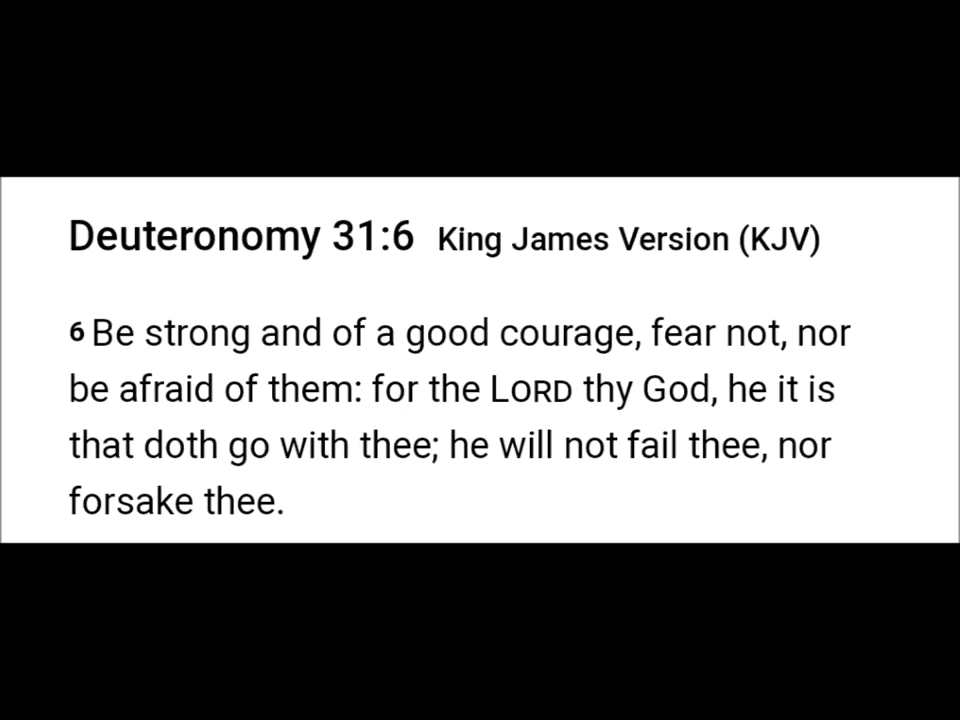 Deuteronomy 31:6 King James Version (KJV)
6 Be strong and of a good courage, fear not, nor
be afraid of them: for the LORD thy God, he it is
that doth go with thee; he will not fail thee, nor
forsake thee.